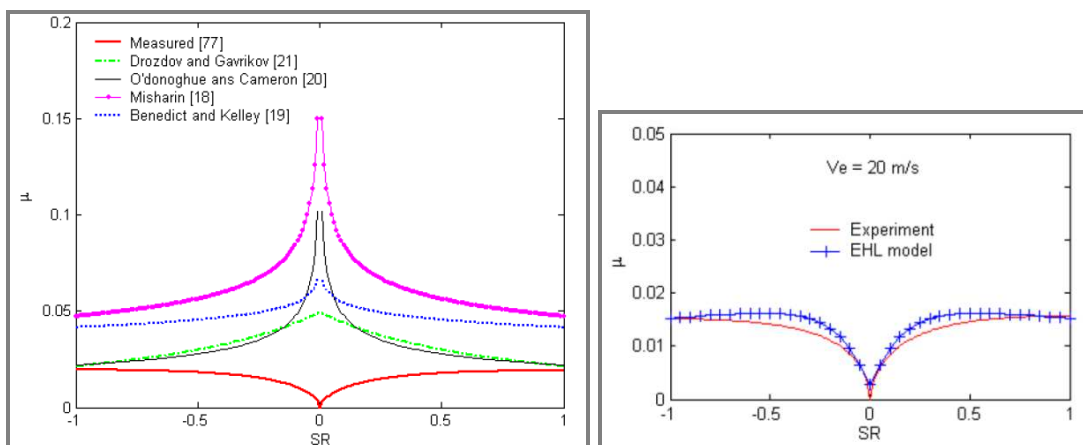 0.2
Measured [77]
Drozdov and Gavrikov [21]
O'donoghue ans Cameron [20]
Misharin [18]
Benedict and Kelley [19]
0.15
0.1
0.05
0
μ
-1 -0.5 0 0.5 1
SR
0.05
Ve = 20 m/s
0.04
Experiment
EHL model
0.03
0.02
0.01
0
μ
-1 -0.5 0 0.5 1
SR